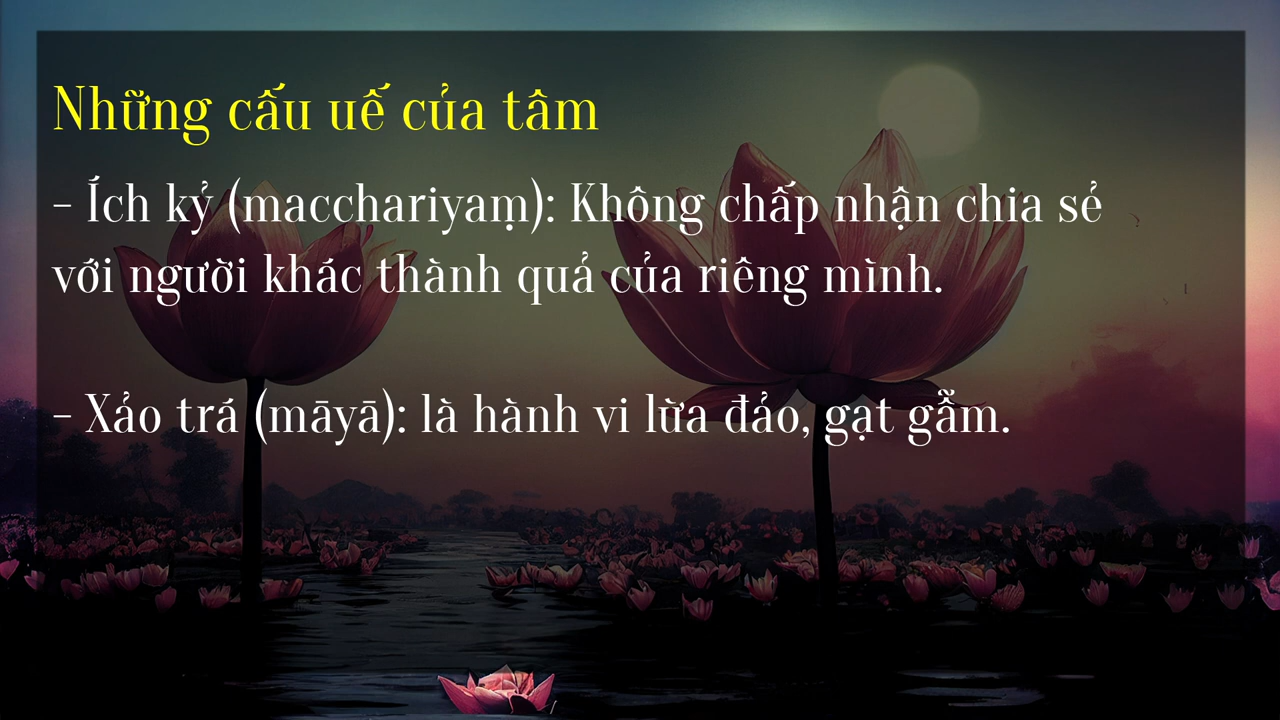 Những cấu uế của tâm
– Ích kỷ (macchariyaṃ): Không chấp nhận chia sẻ
với người khác thành quả của riêng mình.
– Xảo trá (māyā): là hành vi lừa đảo, gạt gẫm.